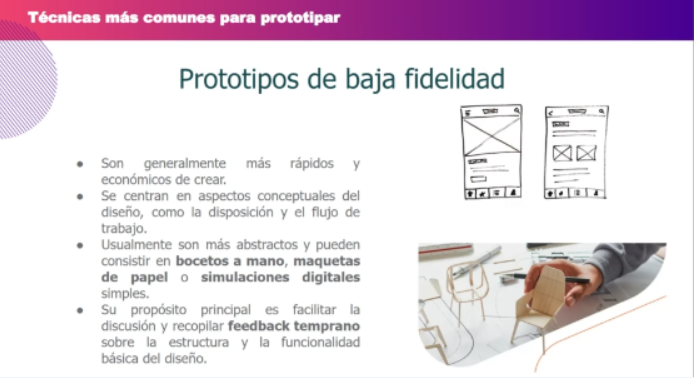 Técnicas más comunes para prototipar
Prototipos de baja fidelidad
● Son generalmente más rápidos y
económicos de crear.
● Se centran en aspectos conceptuales del
diseño, como la disposición y el flujo de
trabajo.
● Usualmente son más abstractos y pueden
consistir en bocetos a mano, maquetas
de papel o simulaciones digitales
simples.
● Su propósito principal es facilitar la
discusión y recopilar feedback temprano
sobre la estructura y la funcionalidad
básica del diseño.